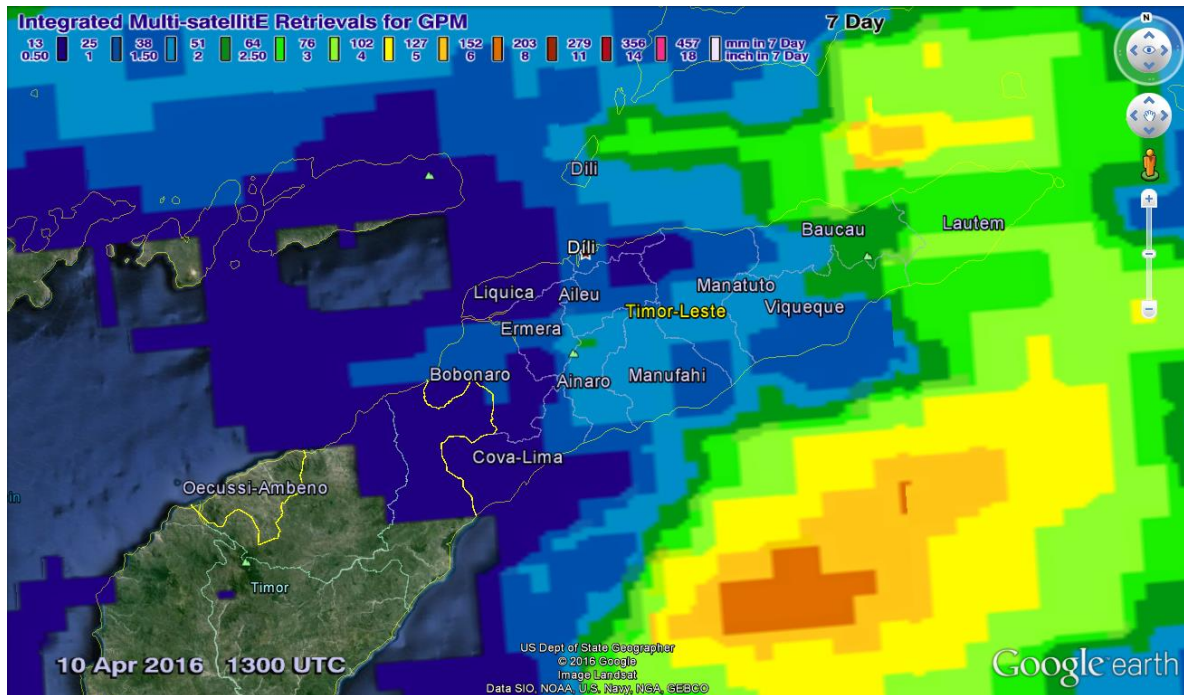 Integrated Multi-satellitE Retrievals for GPM
7 Day
13 25 38 51 64 76 102 127 152 203 279 356 457 mm in 7 Day
0.50 1 1.50 2 2.50 3 4 5 6 8 11 14 18 inch in 7 Day
N
Díli
Díli
Baucau
Lautem
Liquica
Aileu
Manatuto
Timor-Leste
Viqueque
Ermera
Bobonaro
Ainaro
Manufahi
Cova-Lima
Oecussi-Ambeno
in
Timor
10 Apr 2016 1300 UTC
US Dept of State Geographer
© 2016 Google
Image Landsat
Data SIO, NOAA, U.S. Navy, NGA, GEBCO
Google earth